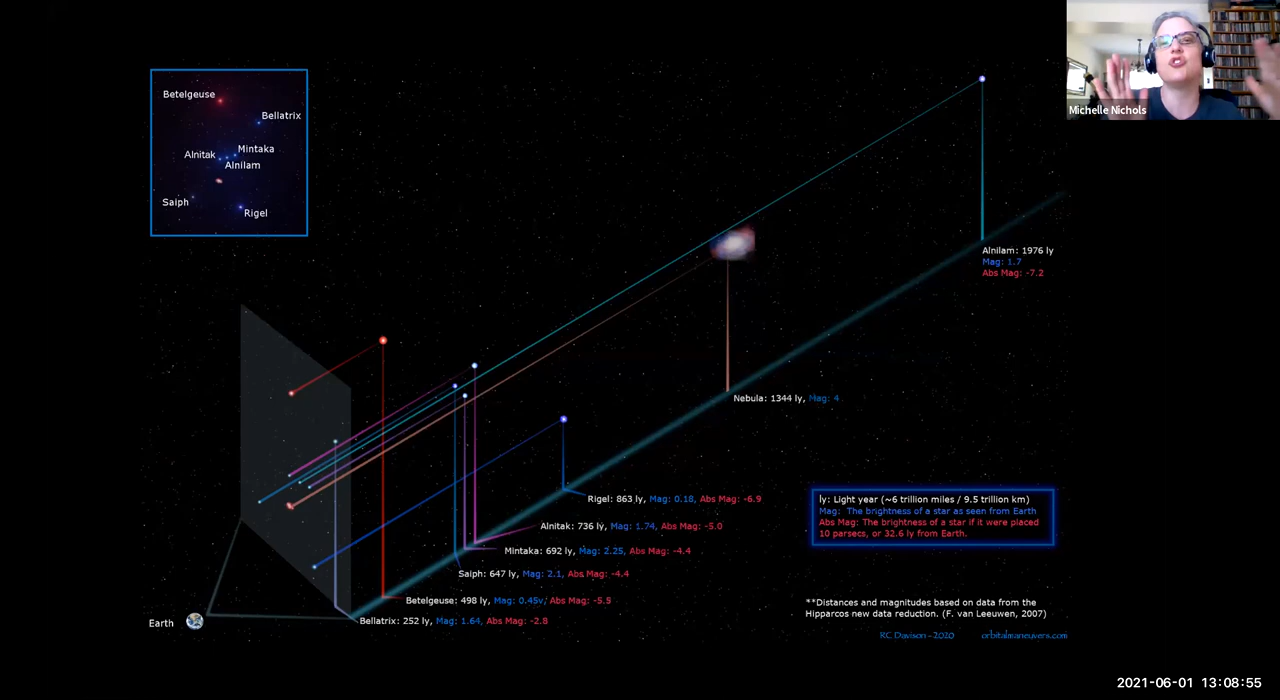 Michelle Nichols
Betelgeuse
Bellatrix
Alnitak
Mintaka
Alnilam
Saiph
Rigel
Alnilam: 1976 ly
Mag: 1.7
Abs Mag: -7.2
Nebula: 1344 ly, Mag: 4
Rigel: 863 ly, Mag: 0.18, Abs Mag: -6.9
Alnitak: 736 ly, Mag: 1.74, Abs Mag: -5.0
Mintaka: 692 ly, Mag: 2.25, Abs Mag: -4.4
Saiph: 647 ly, Mag: 2.1, Abs Mag: -4.4
Betelgeuse: 498 ly, Mag: 0.45v, Abs Mag: -5.5
Bellatrix: 252 ly, Mag: 1.64, Abs Mag: -2.8
Earth
ly: Light year (~6 trillion miles / 9.5 trillion km)
Mag: The brightness of a star as seen from Earth
Abs Mag: The brightness of a star if it were placed
10 parsecs, or 32.6 ly from Earth.
**Distances and magnitudes based on data from the
Hipparcos new data reduction. (F. van Leeuwen, 2007)
RC Davison - 2020 orbitalmaneuvers.com
2021-06-01 13:08:55